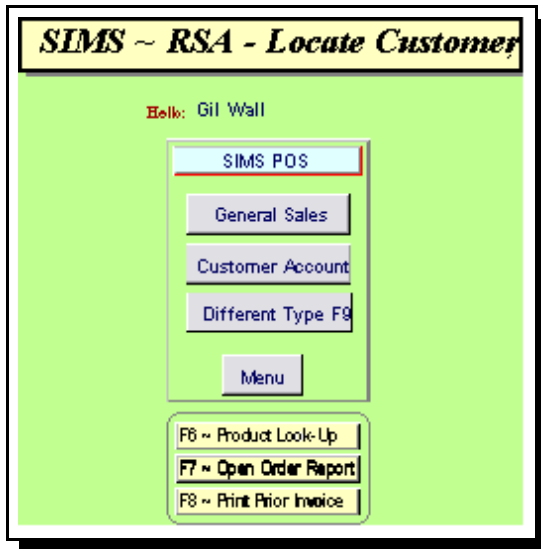 SIMS ~ RSA - Locate Customer
Hello: Gil Wall
SIMS POS
General Sales
Customer Account
Different Type F9
Menu
F6 ~ Product Look-Up
F7 ~ Open Order Report
F8 ~ Print Prior Invoice